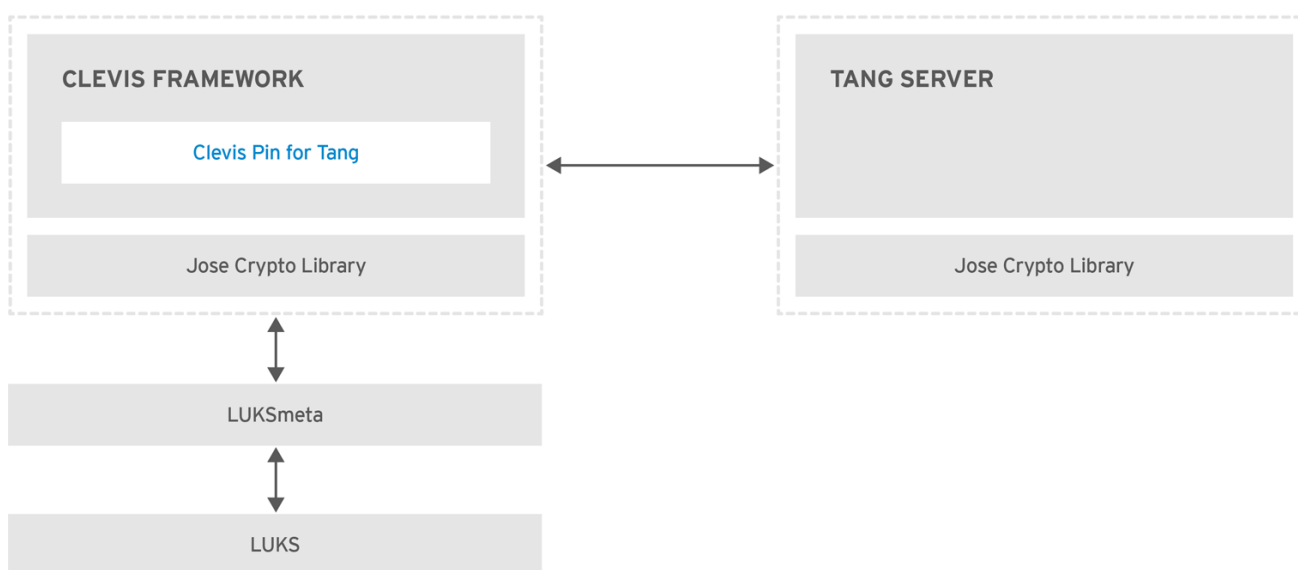 CLEVIS FRAMEWORK
Clevis Pin for Tang
Jose Crypto Library
TANG SERVER
Jose Crypto Library
LUKSmeta
LUKS